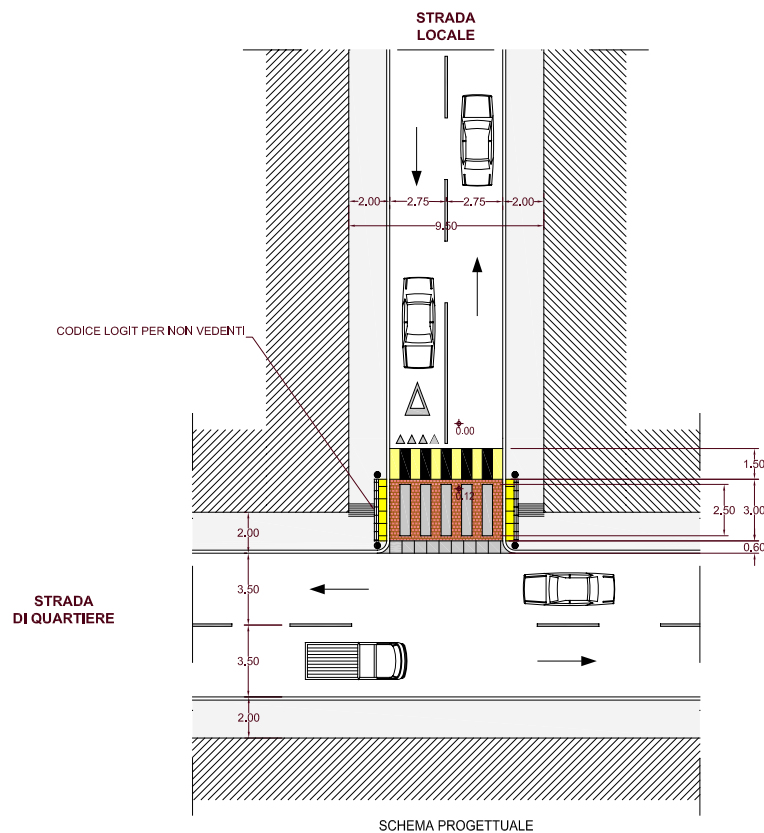 STRADA
LOCALE
2.00 2.75 2.75 2.00
9.50
CODICE LOGIT PER NON VEDENTI
0.00
1.50
0.12
2.50
3.00
2.00
0.60
3.50
STRADA
DI QUARTIERE
3.50
2.00
SCHEMA PROGETTUALE